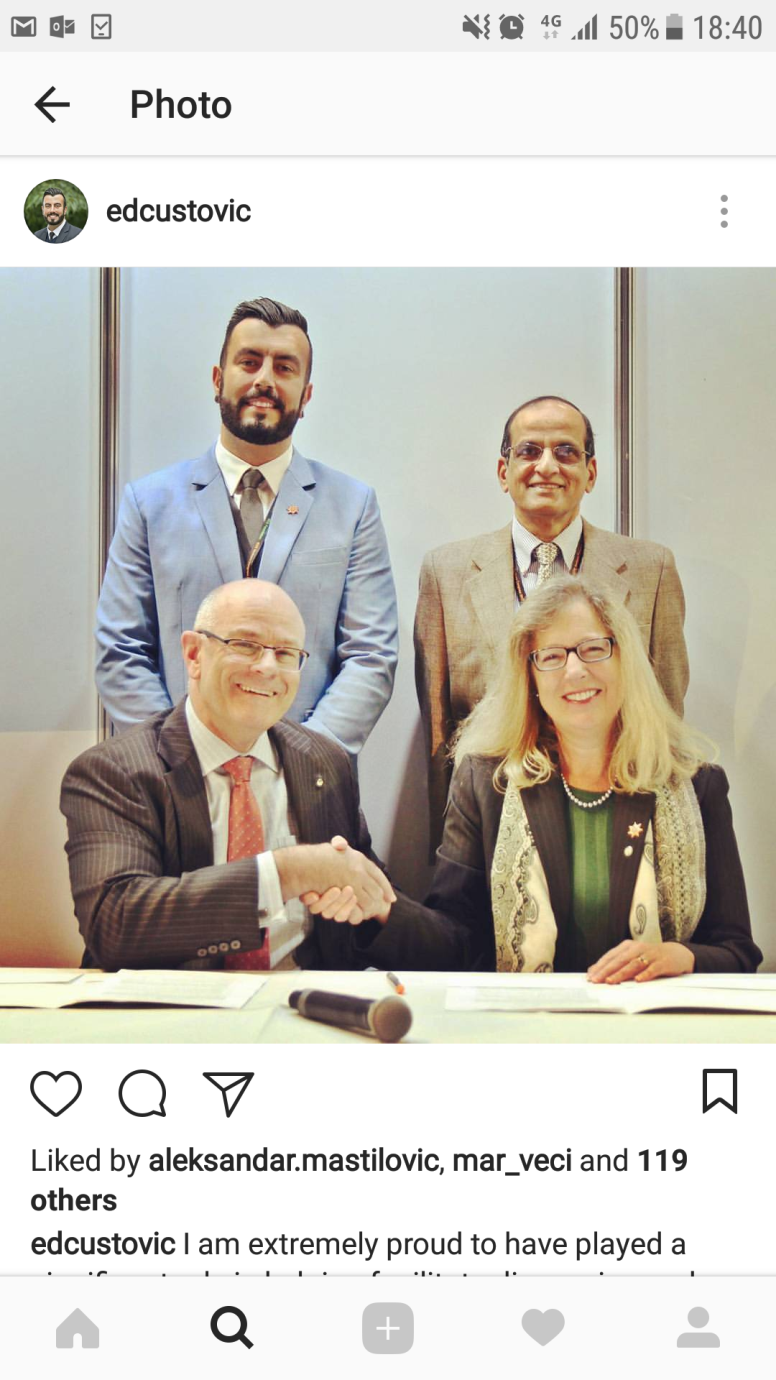 4G 50% 18:40
Photo
edcustovic
Liked by aleksandar.mastilovic, mar_veci and 119
others
edcustovic I am extremely proud to have played a